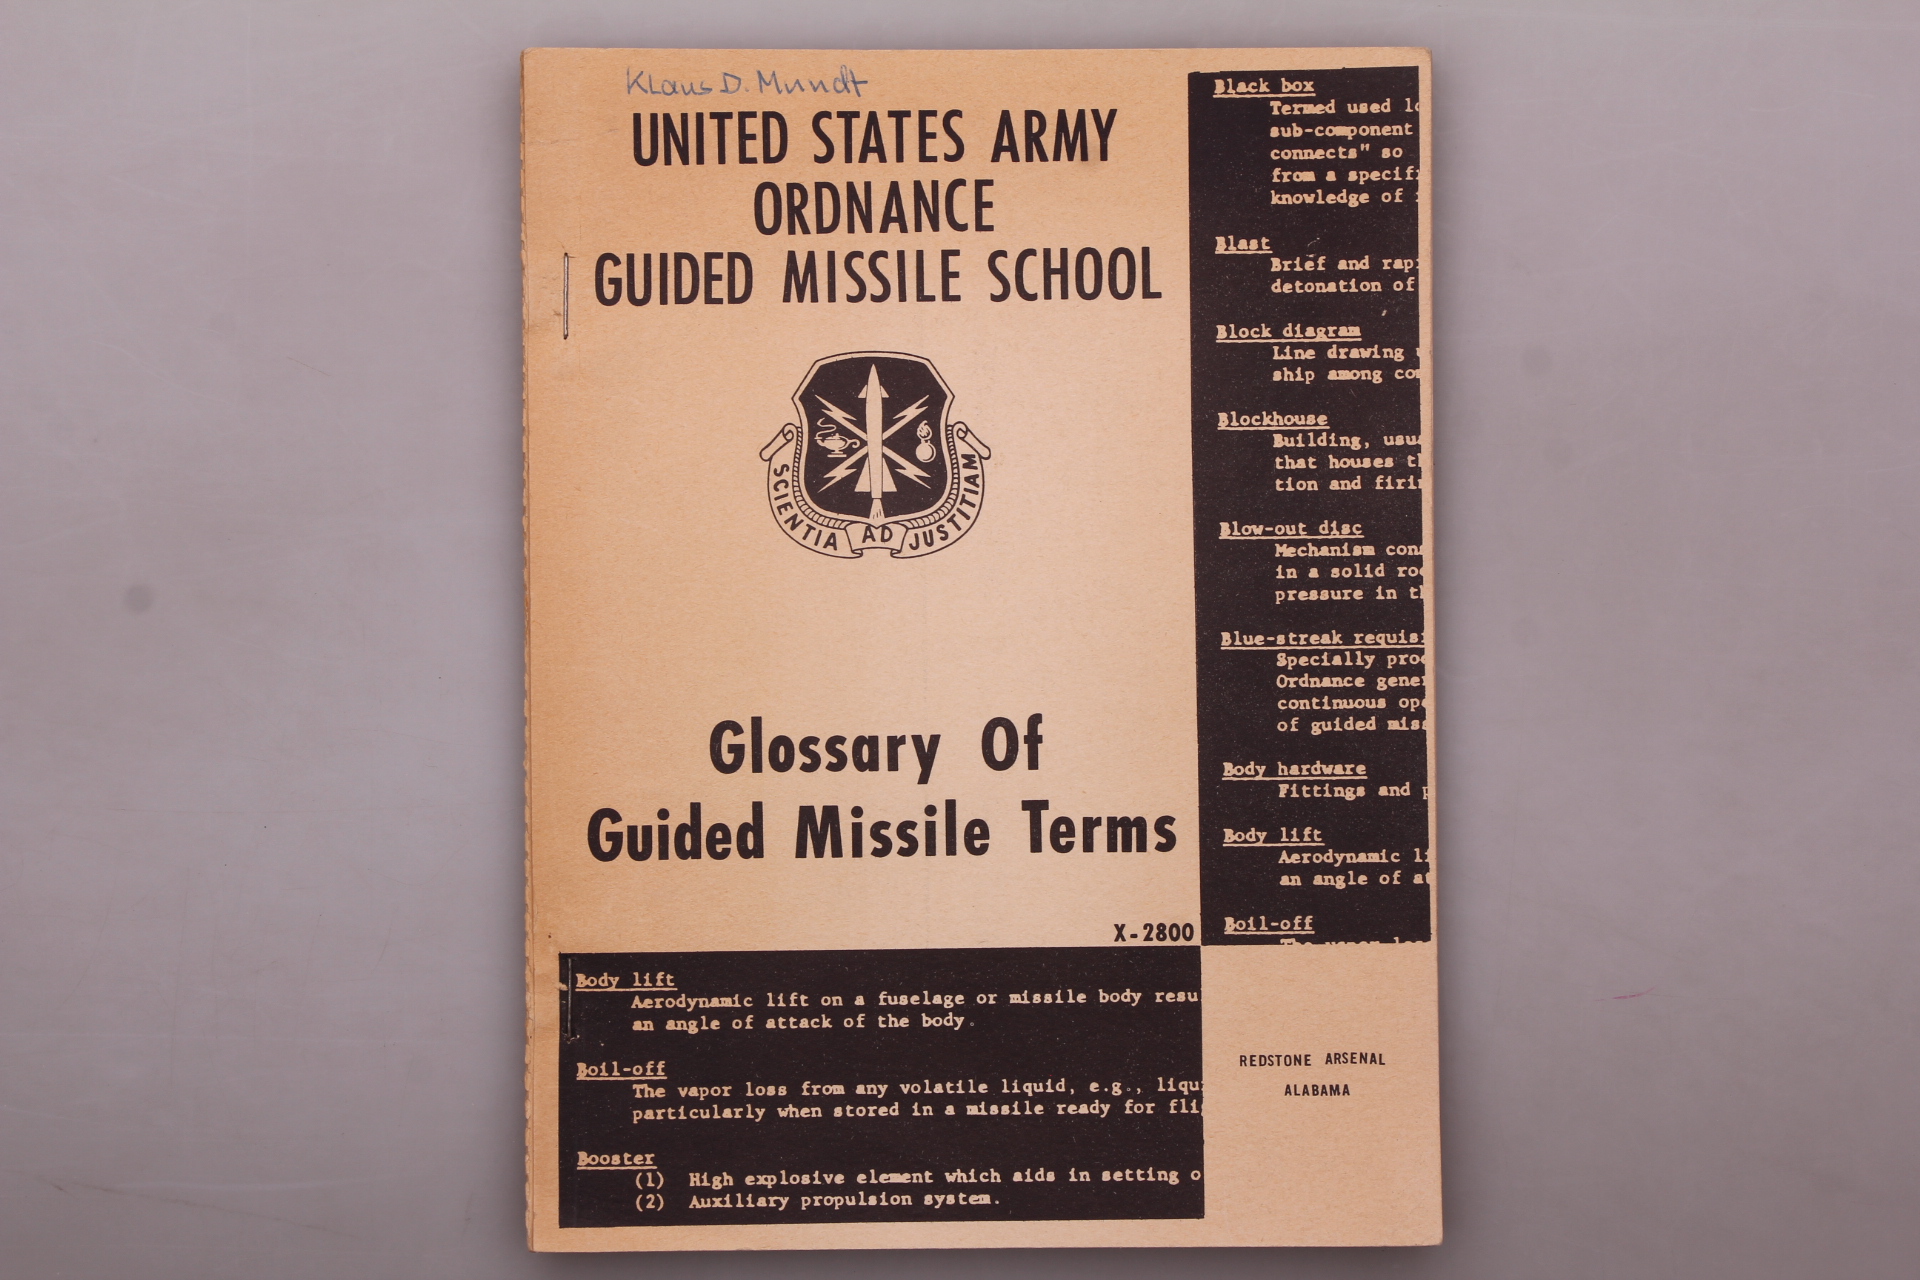 Klaus D. Mundt
UNITED STATES ARMY
ORDNANCE
GUIDED MISSILE SCHOOL
SCIENTIA AD JUSTITIAM
Glossary Of
Guided Missile Terms
X-2800
Black box
Termed used
sub-component
connects" so
from a
knowledge of
Blast
Brief and
detonation of
Block diagram
Line drawing
ship among
Blockhouse
Building,
that houses
tion and
Blow-out disc
Mechanism
in a solid
pressure in
Blue-streak
Specially
Ordnance
continuous
of guided
Body hardware
Fittings and
Body lift
Aerodynamic
an angle of
Boil-off
Body lift
Aerodynamic lift on a fuselage or missile body resu
an angle of attack of the body.
Boil-off
The vapor loss from any volatile liquid, e.g., liqu
particularly when stored in a missile ready for
Booster
(1) High explosive element which aids in setting o
(2) Auxiliary propulsion system.
REDSTONE ARSENAL
ALABAMA